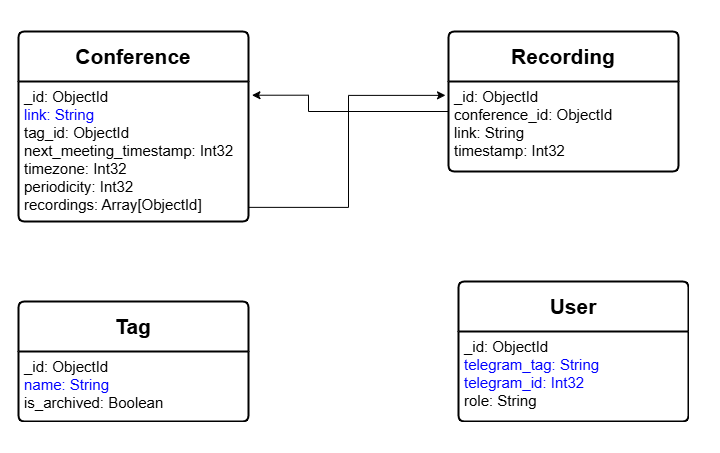 Conference
_id: ObjectId
link: String
tag_id: ObjectId
next_meeting_timestamp: Int32
timezone: Int32
periodicity: Int32
recordings: Array[ObjectId]
Recording
_id: ObjectId
conference_id: ObjectId
link: String
timestamp: Int32
Tag
_id: ObjectId
name: String
is_archived: Boolean
User
_id: ObjectId
telegram_tag: String
telegram_id: Int32
role: String